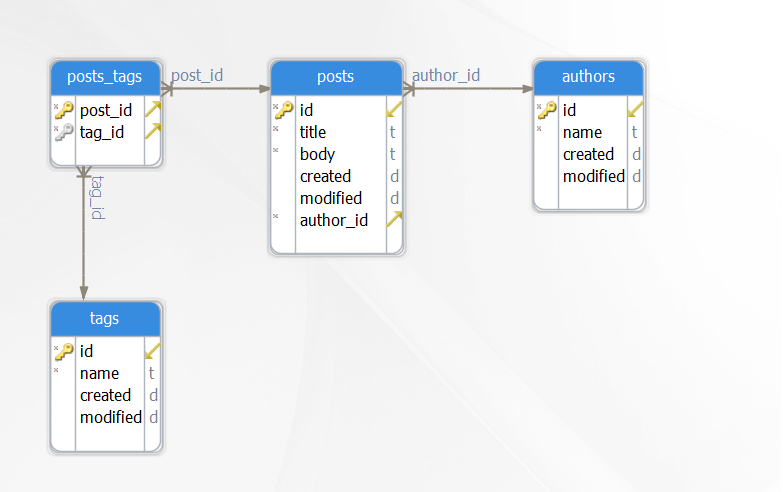 posts_tags
post_id
tag_id
post_id
posts
id
title t
body t
created d
modified d
author_id
author_id
authors
id
name t
created d
modified d
tag_id
tags
id
name t
created d
modified d